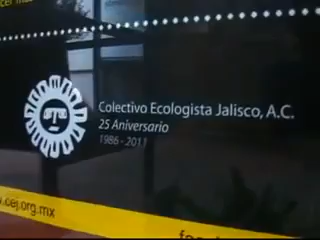 Colectivo Ecologista Jalisco, A.C.
25 Aniversario
1986 - 2011
.cej.org.mx